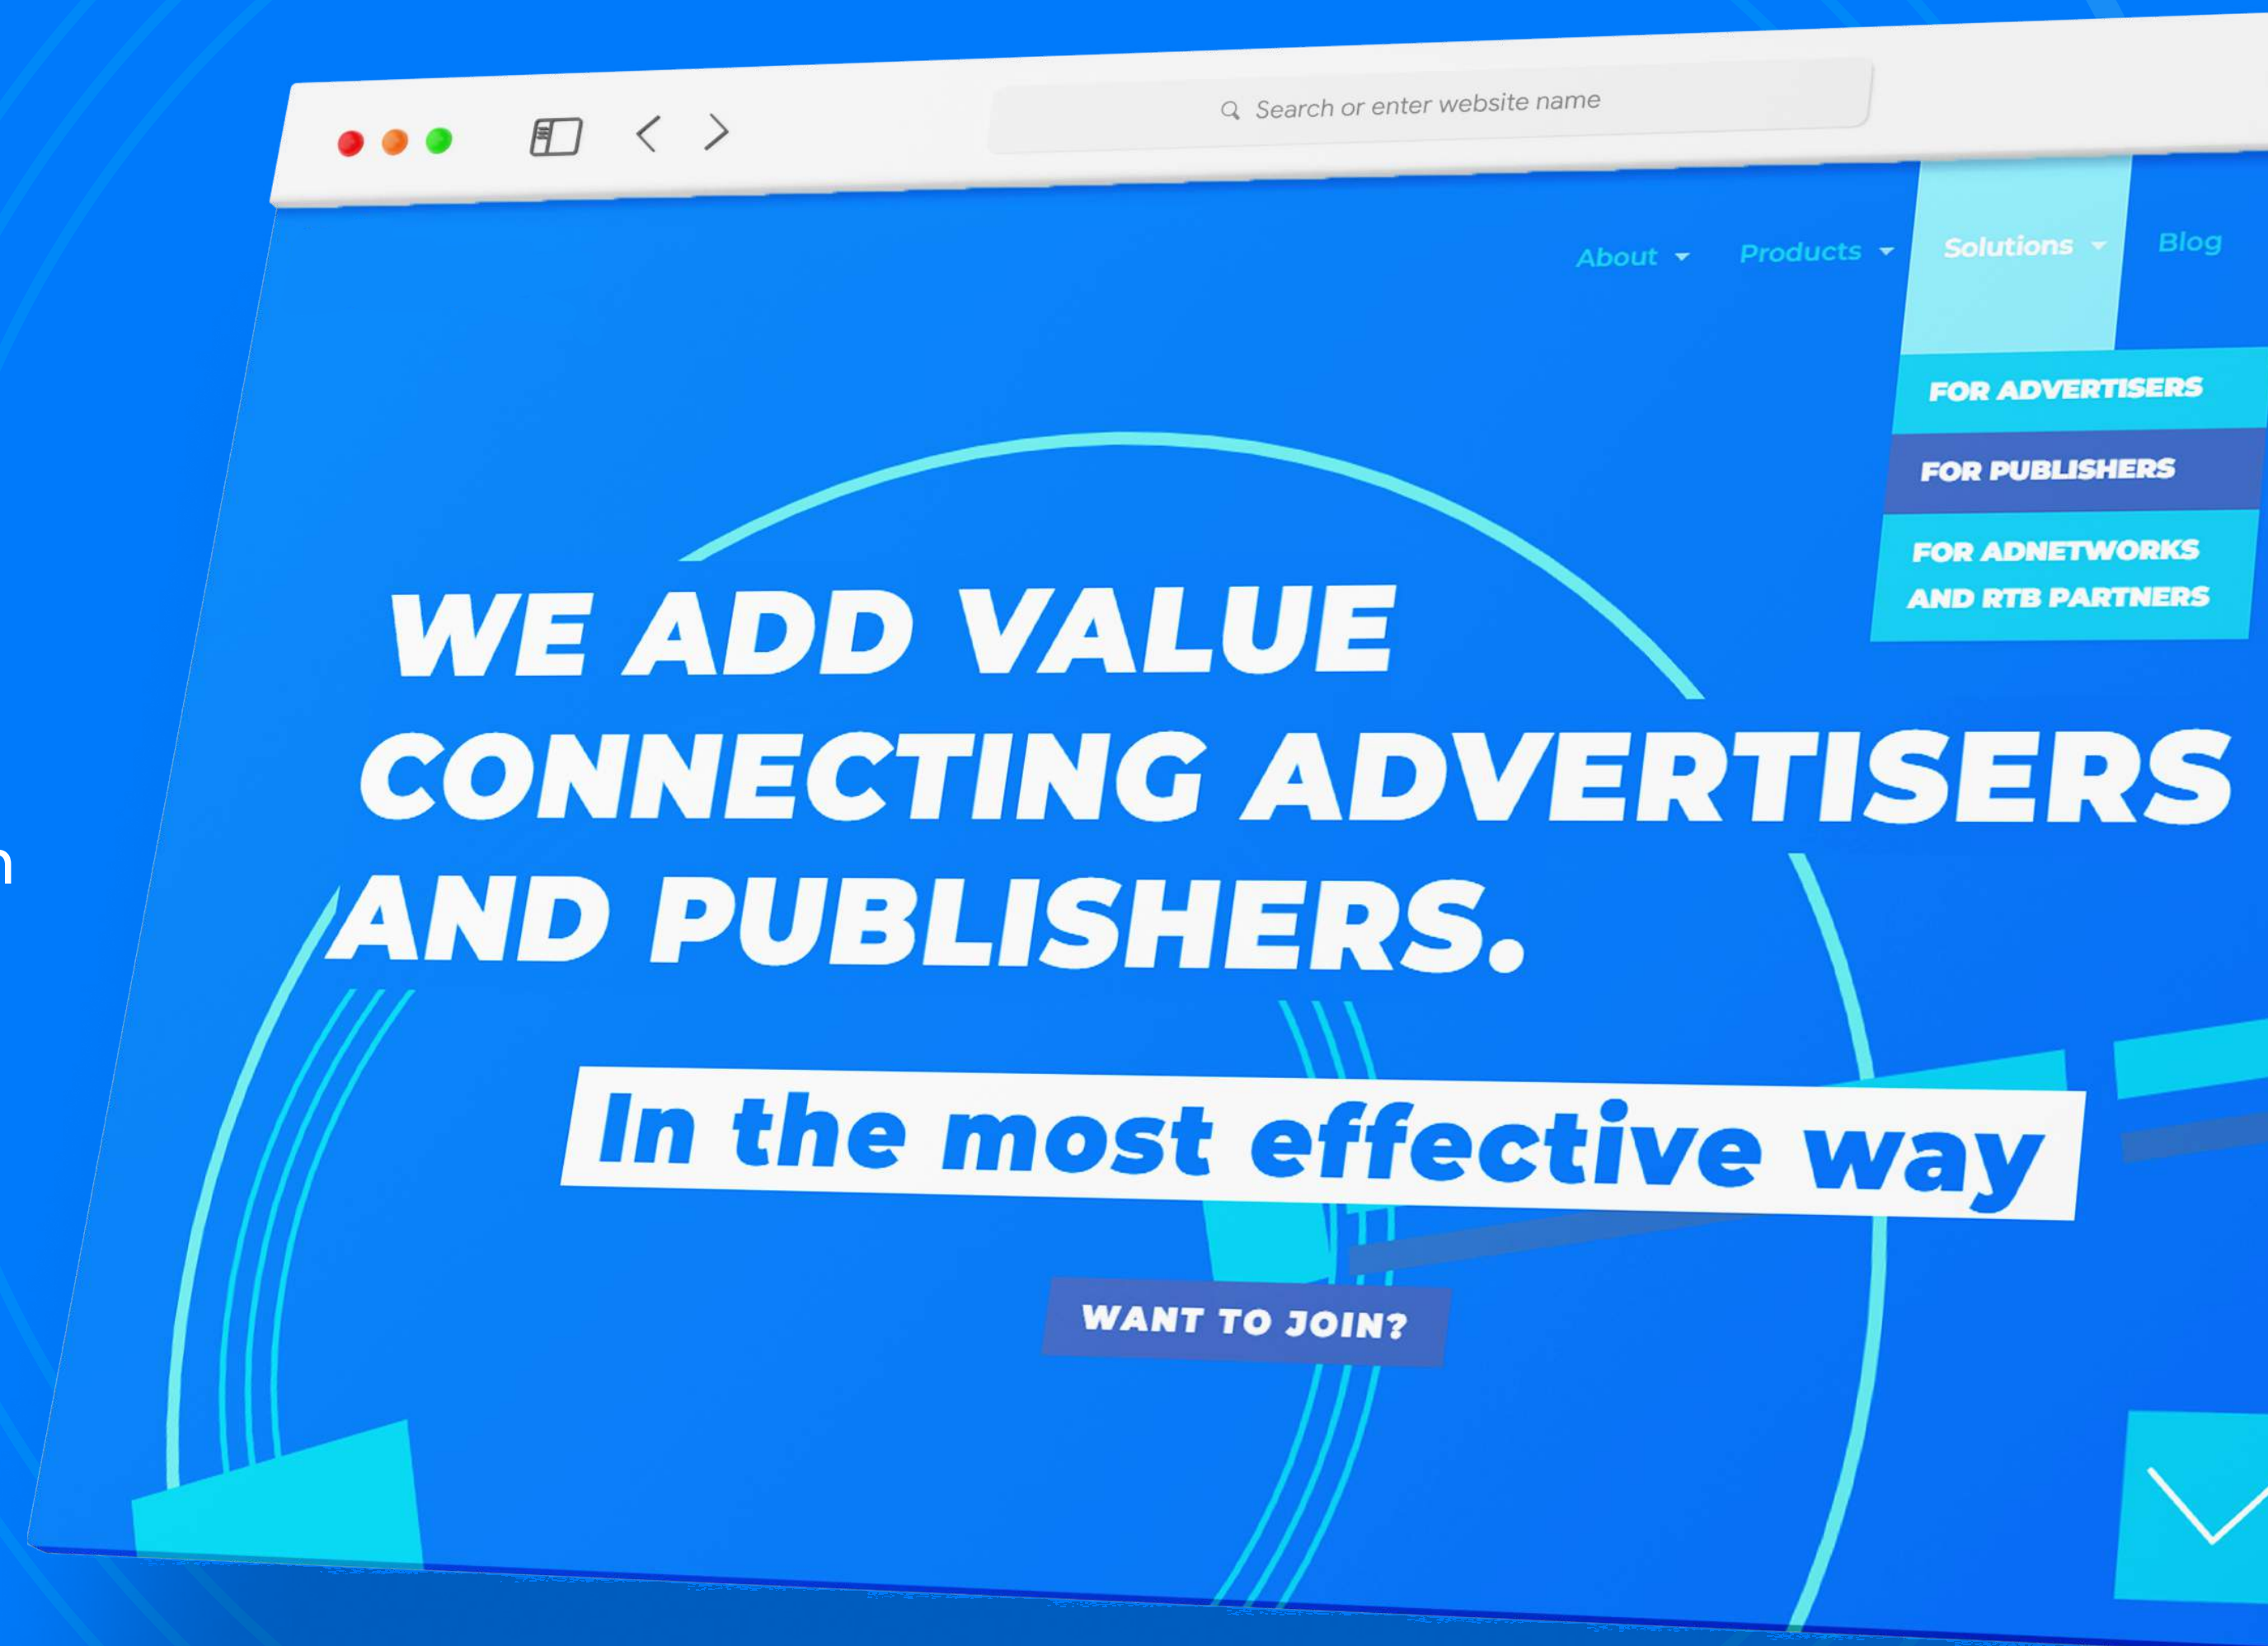 Search or enter website name
About
Products
Solutions
Blog
FOR ADVERTISERS
FOR PUBLISHERS
FOR ADNETWORKS
AND RTB PARTNERS
WE ADD VALUE
CONNECTING ADVERTISERS
AND PUBLISHERS.
In the most effective way
WANT TO JOIN?